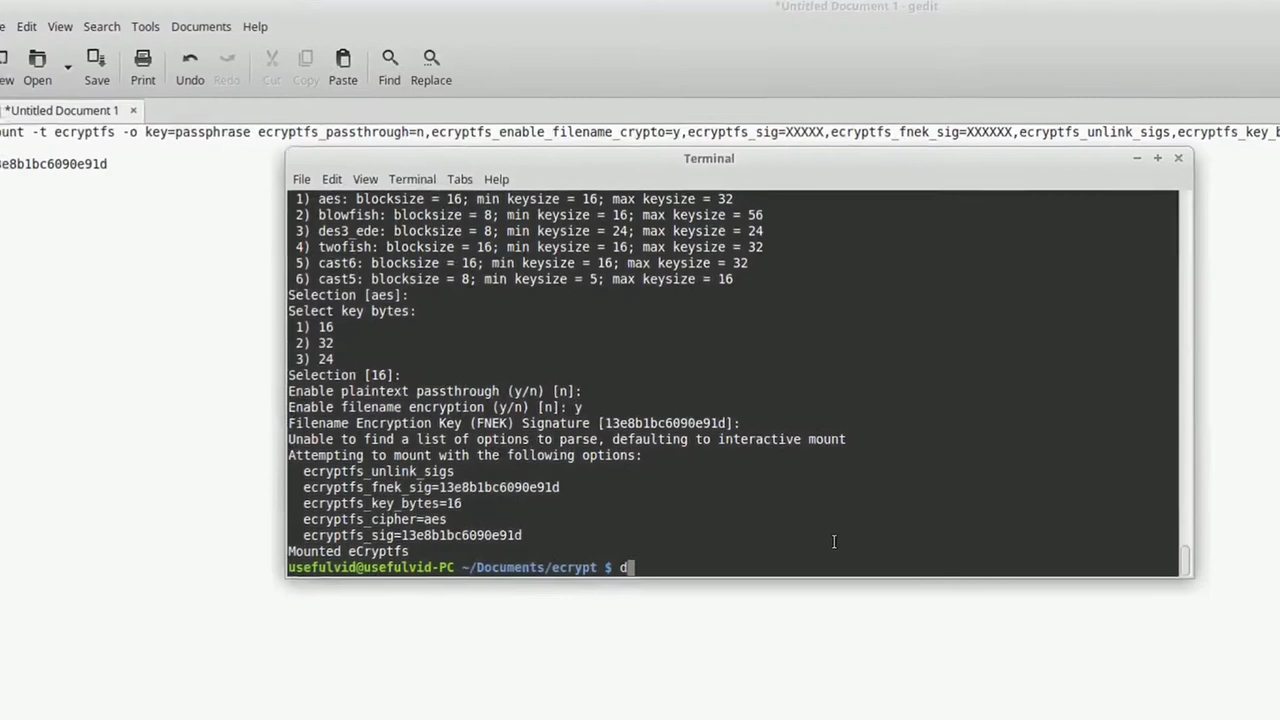 *Untitled Document 1 - gedit
Edit View Search Tools Documents Help
Open Save Print Undo Redo Cut Copy Paste Find Replace
*Untitled Document 1 ×
-t ecryptfs -o key=passphrase ecryptfs_passthrough=n,ecryptfs_enable_filename_crypto=y,ecryptfs_sig=XXXXX,ecryptfs_fnek_sig=XXXXXX,ecryptfs_unlink_sigs,ecryptfs_key_b
3e8b1bc6090e91d
Terminal
File Edit View Terminal Tabs Help
1) aes: blocksize = 16; min keysize = 16; max keysize = 32
2) blowfish: blocksize = 8; min keysize = 16; max keysize = 56
3) des3_ede: blocksize = 8; min keysize = 24; max keysize = 24
4) twofish: blocksize = 16; min keysize = 16; max keysize = 32
5) cast6: blocksize = 16; min keysize = 16; max keysize = 32
6) cast5: blocksize = 8; min keysize = 5; max keysize = 16
Selection [aes]:
Select key bytes:
1) 16
2) 32
3) 24
Selection [16]:
Enable plaintext passthrough (y/n) [n]:
Enable filename encryption (y/n) [n]: y
Filename Encryption Key (FNEK) Signature [13e8b1bc6090e91d]:
Unable to find a list of options to parse, defaulting to interactive mount
Attempting to mount with the following options:
ecryptfs_unlink_sigs
ecryptfs_fnek_sig=13e8b1bc6090e91d
ecryptfs_key_bytes=16
ecryptfs_cipher=aes
ecryptfs_sig=13e8b1bc6090e91d
Mounted eCryptfs
usefulvid@usefulvid-PC ~/Documents/ecrypt $ d